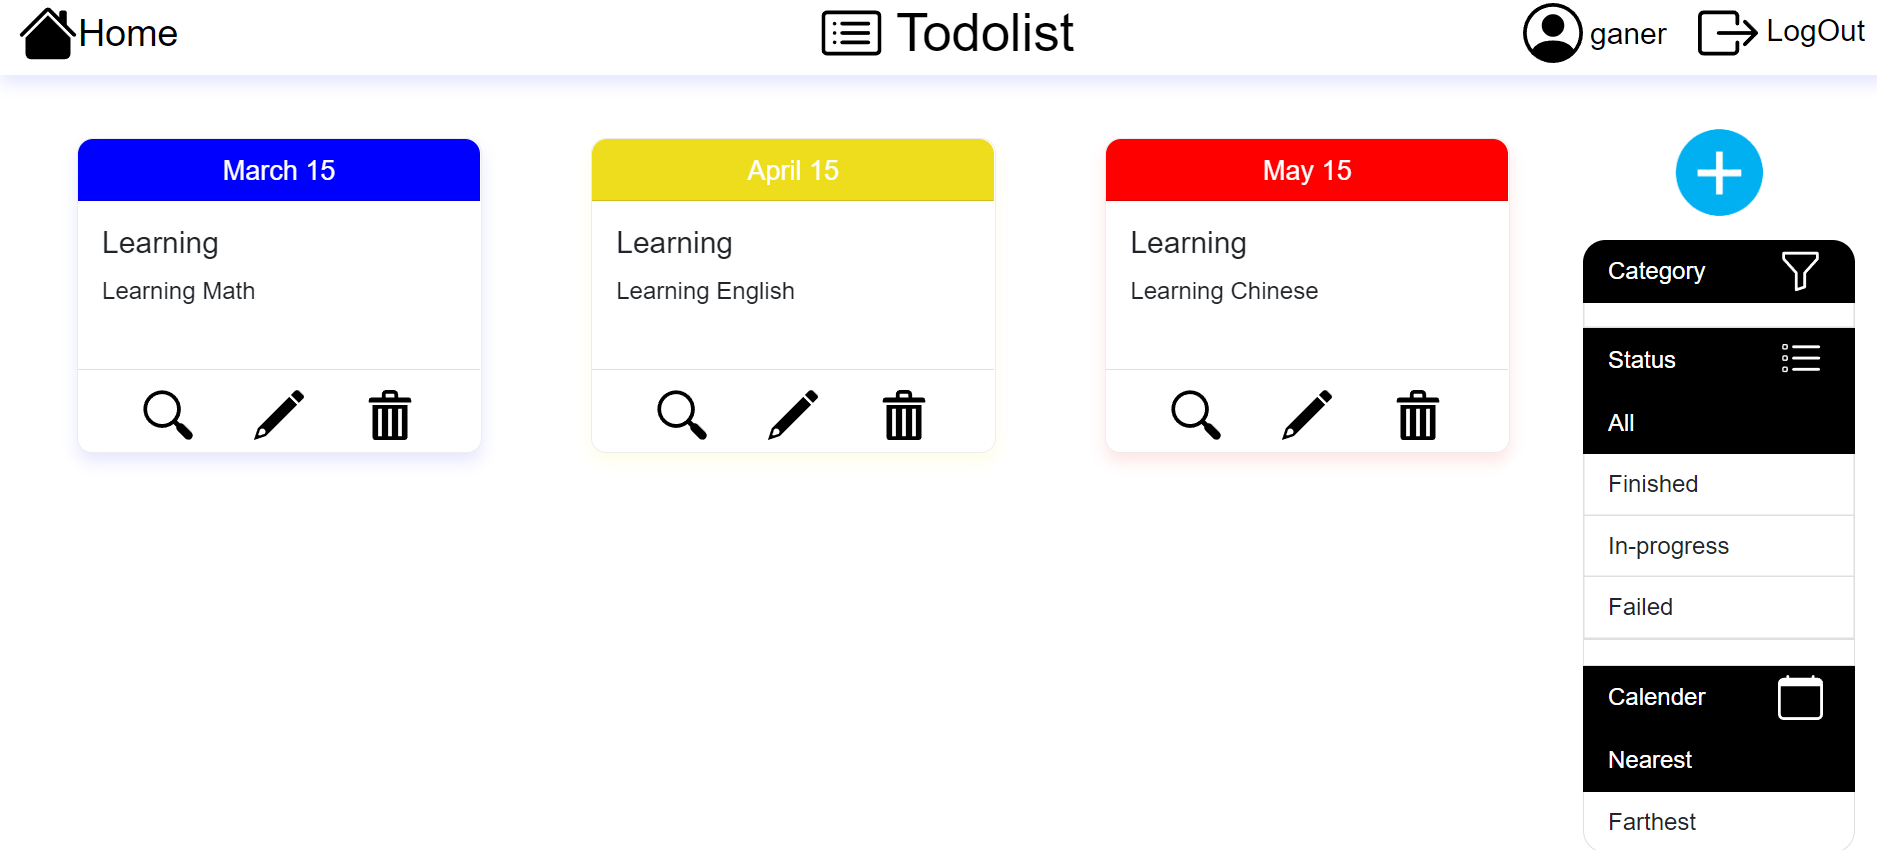 Home
Todolist
ganer
LogOut
March 15
Learning
Learning Math
April 15
Learning
Learning English
May 15
Learning
Learning Chinese
Category
Status
All
Finished
In-progress
Failed
Calender
Nearest
Farthest